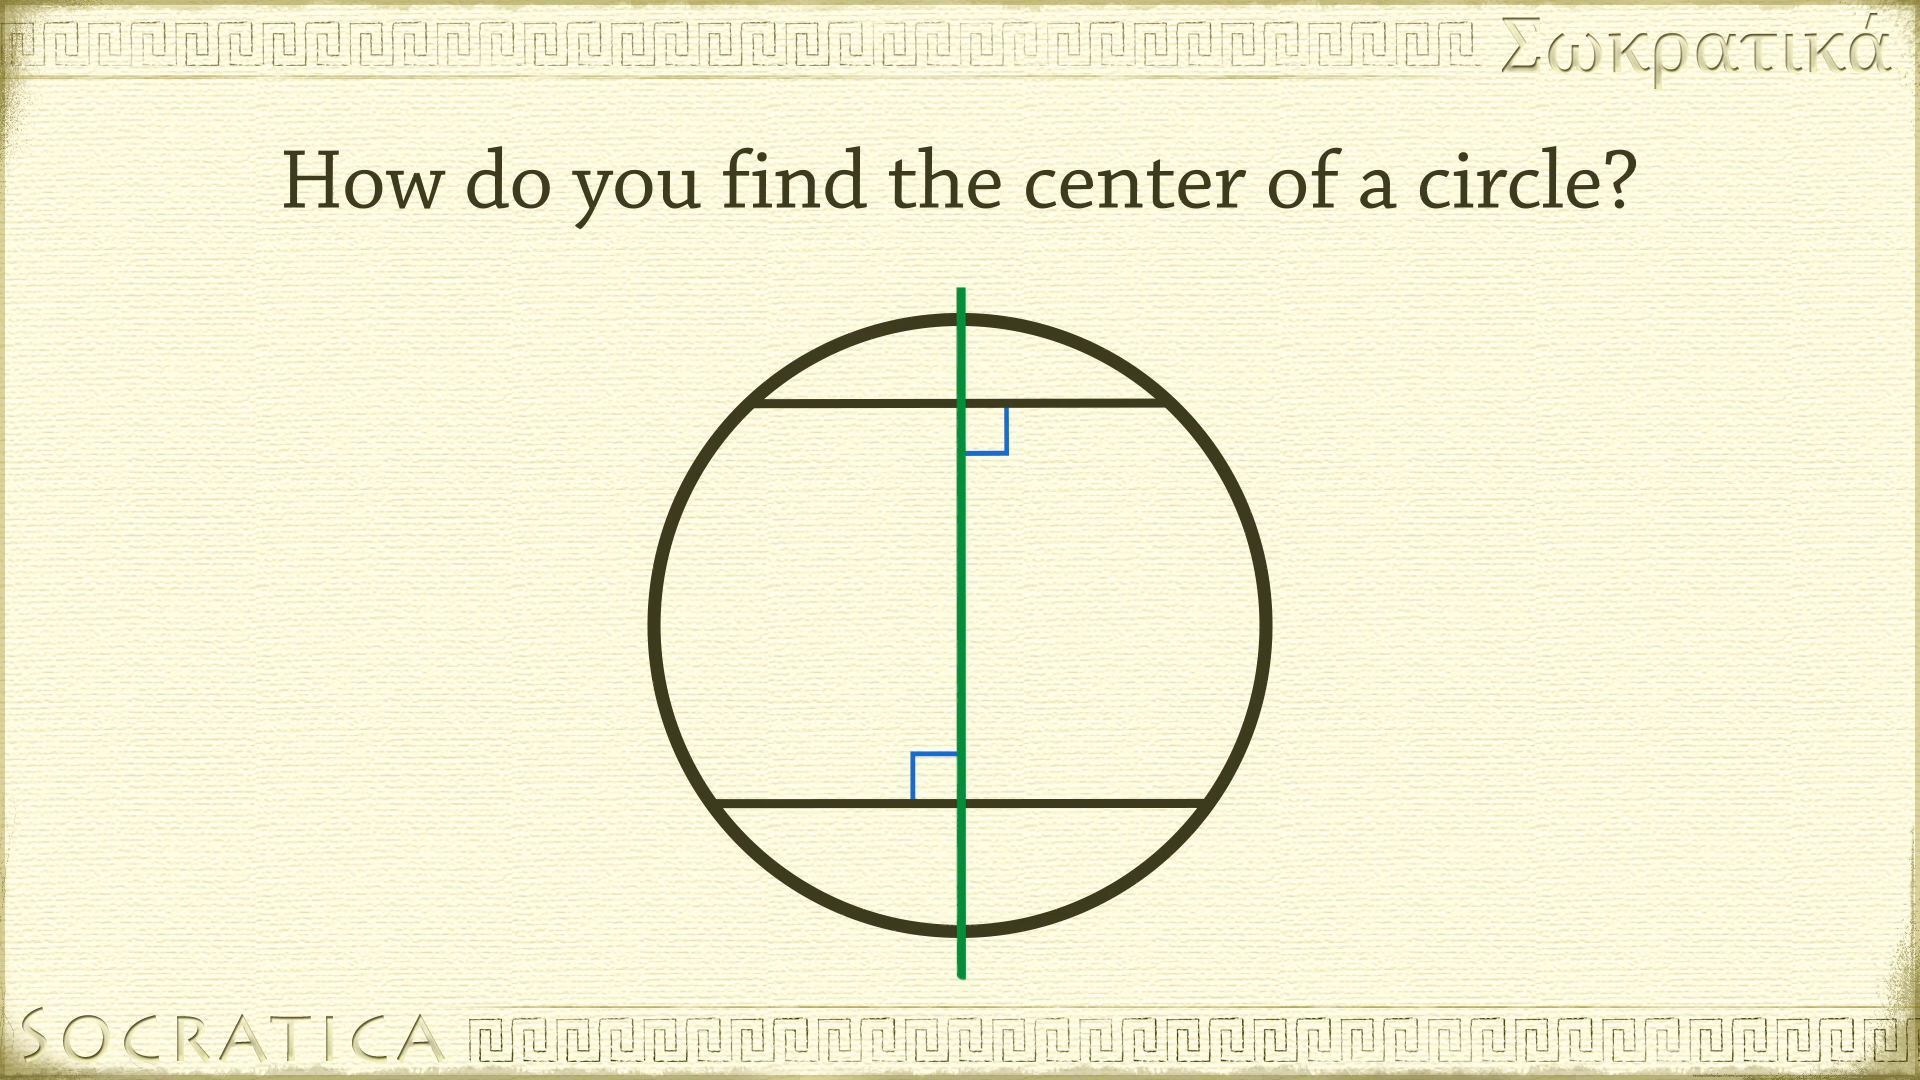 Σωκρατικά
How do you find the center of a circle?
SOCRATICA